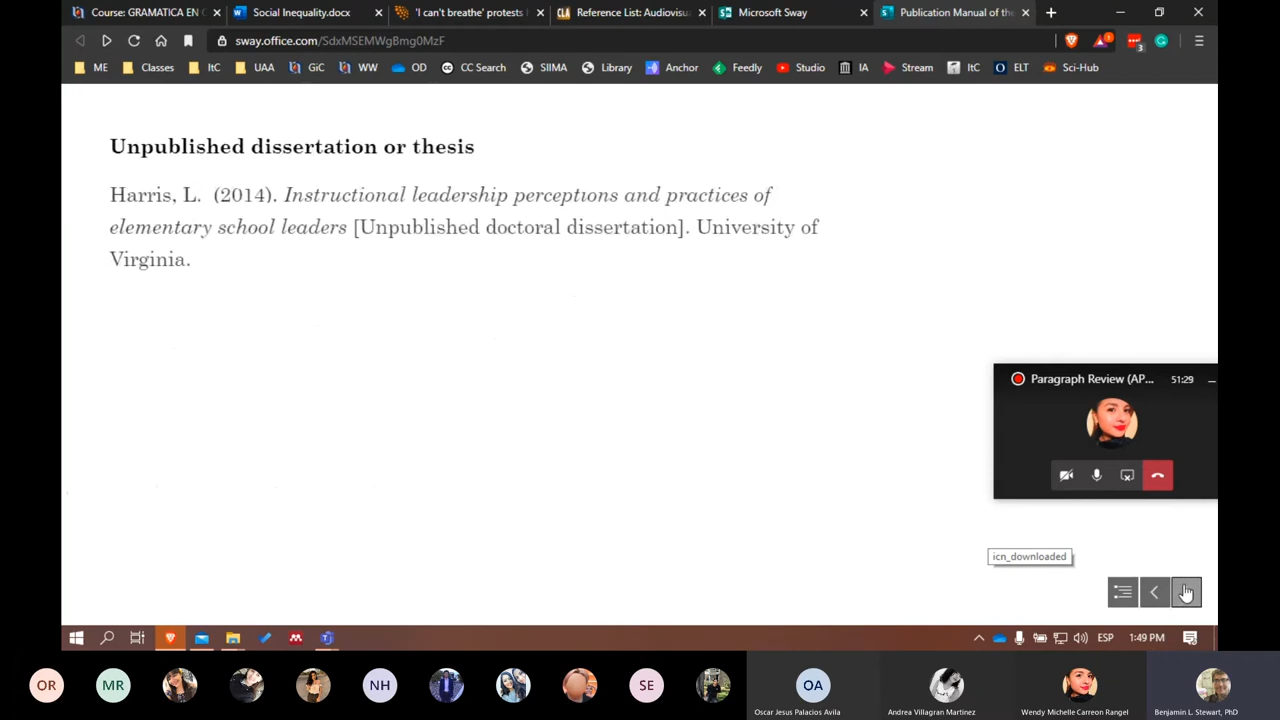 Course: GRAMATICA EN
Social Inequality.docx
'I can't breathe' protests
Reference List: Audiovisu
Microsoft Sway
Publication Manual of the
sway.office.com/SdxMSEMWgBmg0MzF
1
3
ME
Classes
ItC
UAA
GiC
WW
OD
CC Search
SIIMA
Library
Anchor
Feedly
Studio
IA
Stream
ItC
ELT
Sci-Hub
Unpublished dissertation or thesis
Harris, L. (2014). Instructional leadership perceptions and practices of
elementary school leaders [Unpublished doctoral dissertation]. University of
Virginia.
Paragraph Review (AP... 51:29
icn_downloaded
ESP
1:49 PM
OR
MR
NH
SE
OA
Oscar Jesus Palacios Avila
Andrea Villagran Martinez
Wendy Michelle Carreon Rangel
Benjamin L. Stewart, PhD